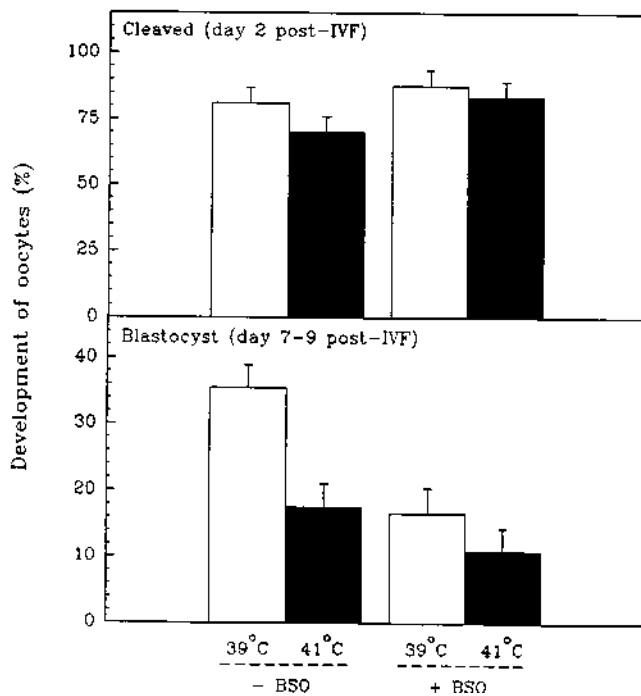 Cleaved (day 2 post-IVF)
100
75
50
25
0
Development of oocytes (%)
Blastocyst (day 7-9 post-IVF)
40
30
20
10
0
39°C 41°C 39°C 41°C
- BSO + BSO